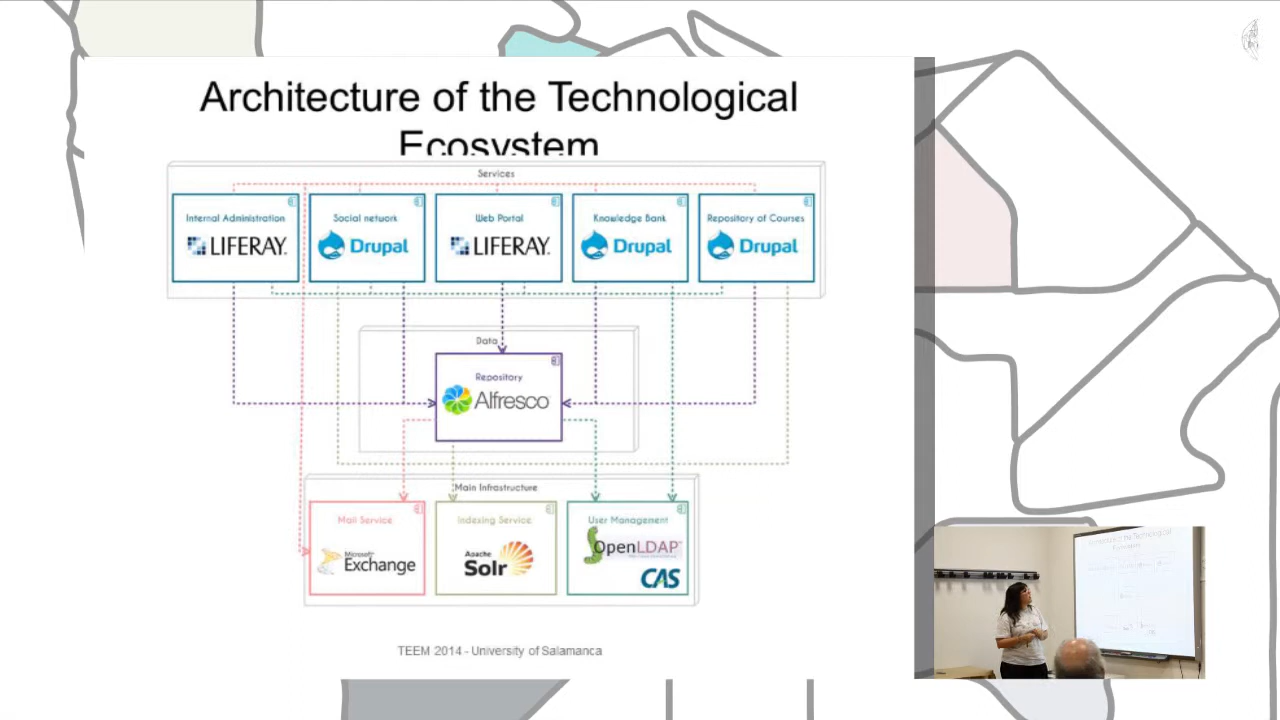 Architecture of the Technological
Ecosystem
Services
Internal Administration
LIFERAY.
Social network
Drupal
Web Portal
LIFERAY.
Knowledge Bank
Drupal
Repository of Courses
Drupal
Data
Repository
Alfresco
Main Infrastructure
Mail Service
Microsoft
Exchange
Indexing Service
Apache
Solr
User Management
OpenLDAP
CAS
TEEM 2014 - University of Salamanca